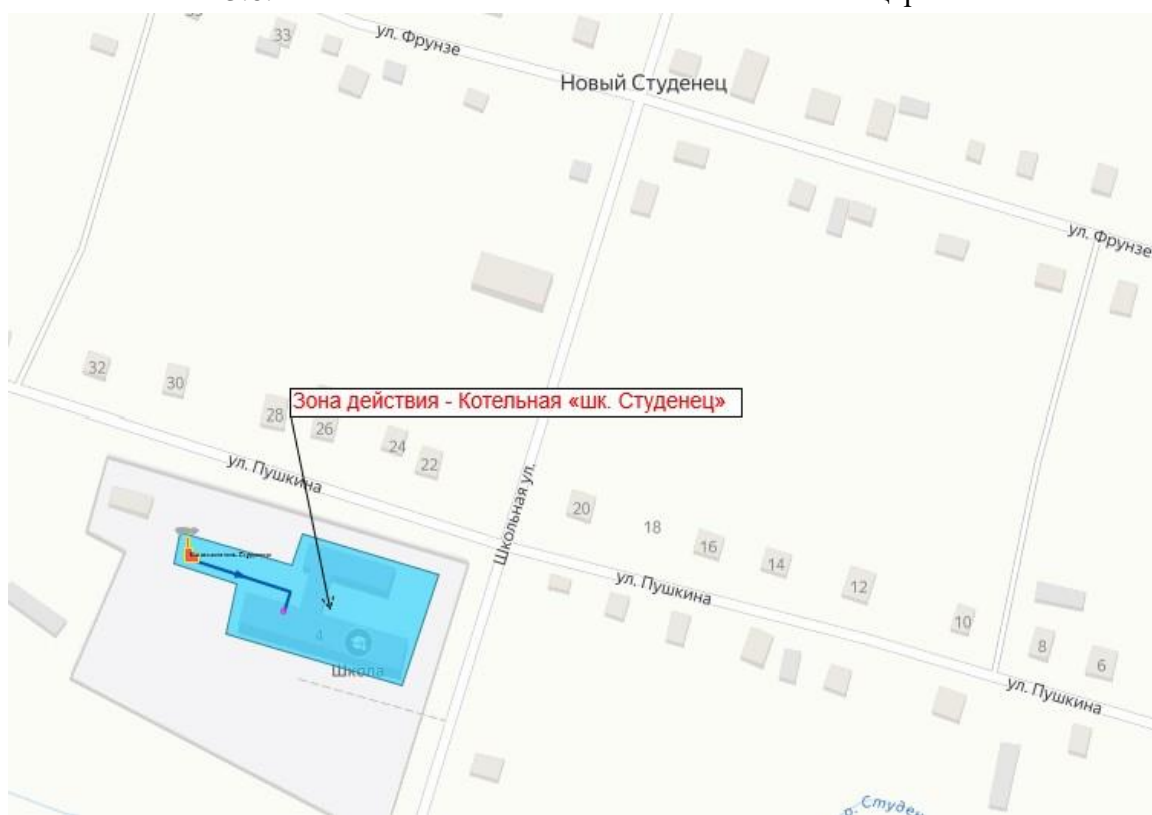 33
ул. Фрунзе
Новый Студенец
ул. Фрунзе
32
30
28
26
24
22
Зона действия - Котельная «шк. Студенец»
ул. Пушкина
Школьная ул.
20
18
16
14
12
10
8
6
ул. Пушкина
4
Школа
ул. Пушкина
р. Студе